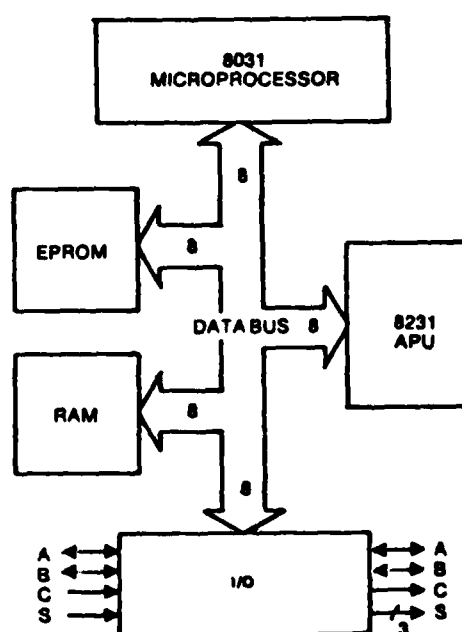 8031
MICROPROCESSOR
8
EPROM
8
DATA BUS 8
8231
APU
RAM
8
8
A
B
C
S
I/O
A
B
C
S
3